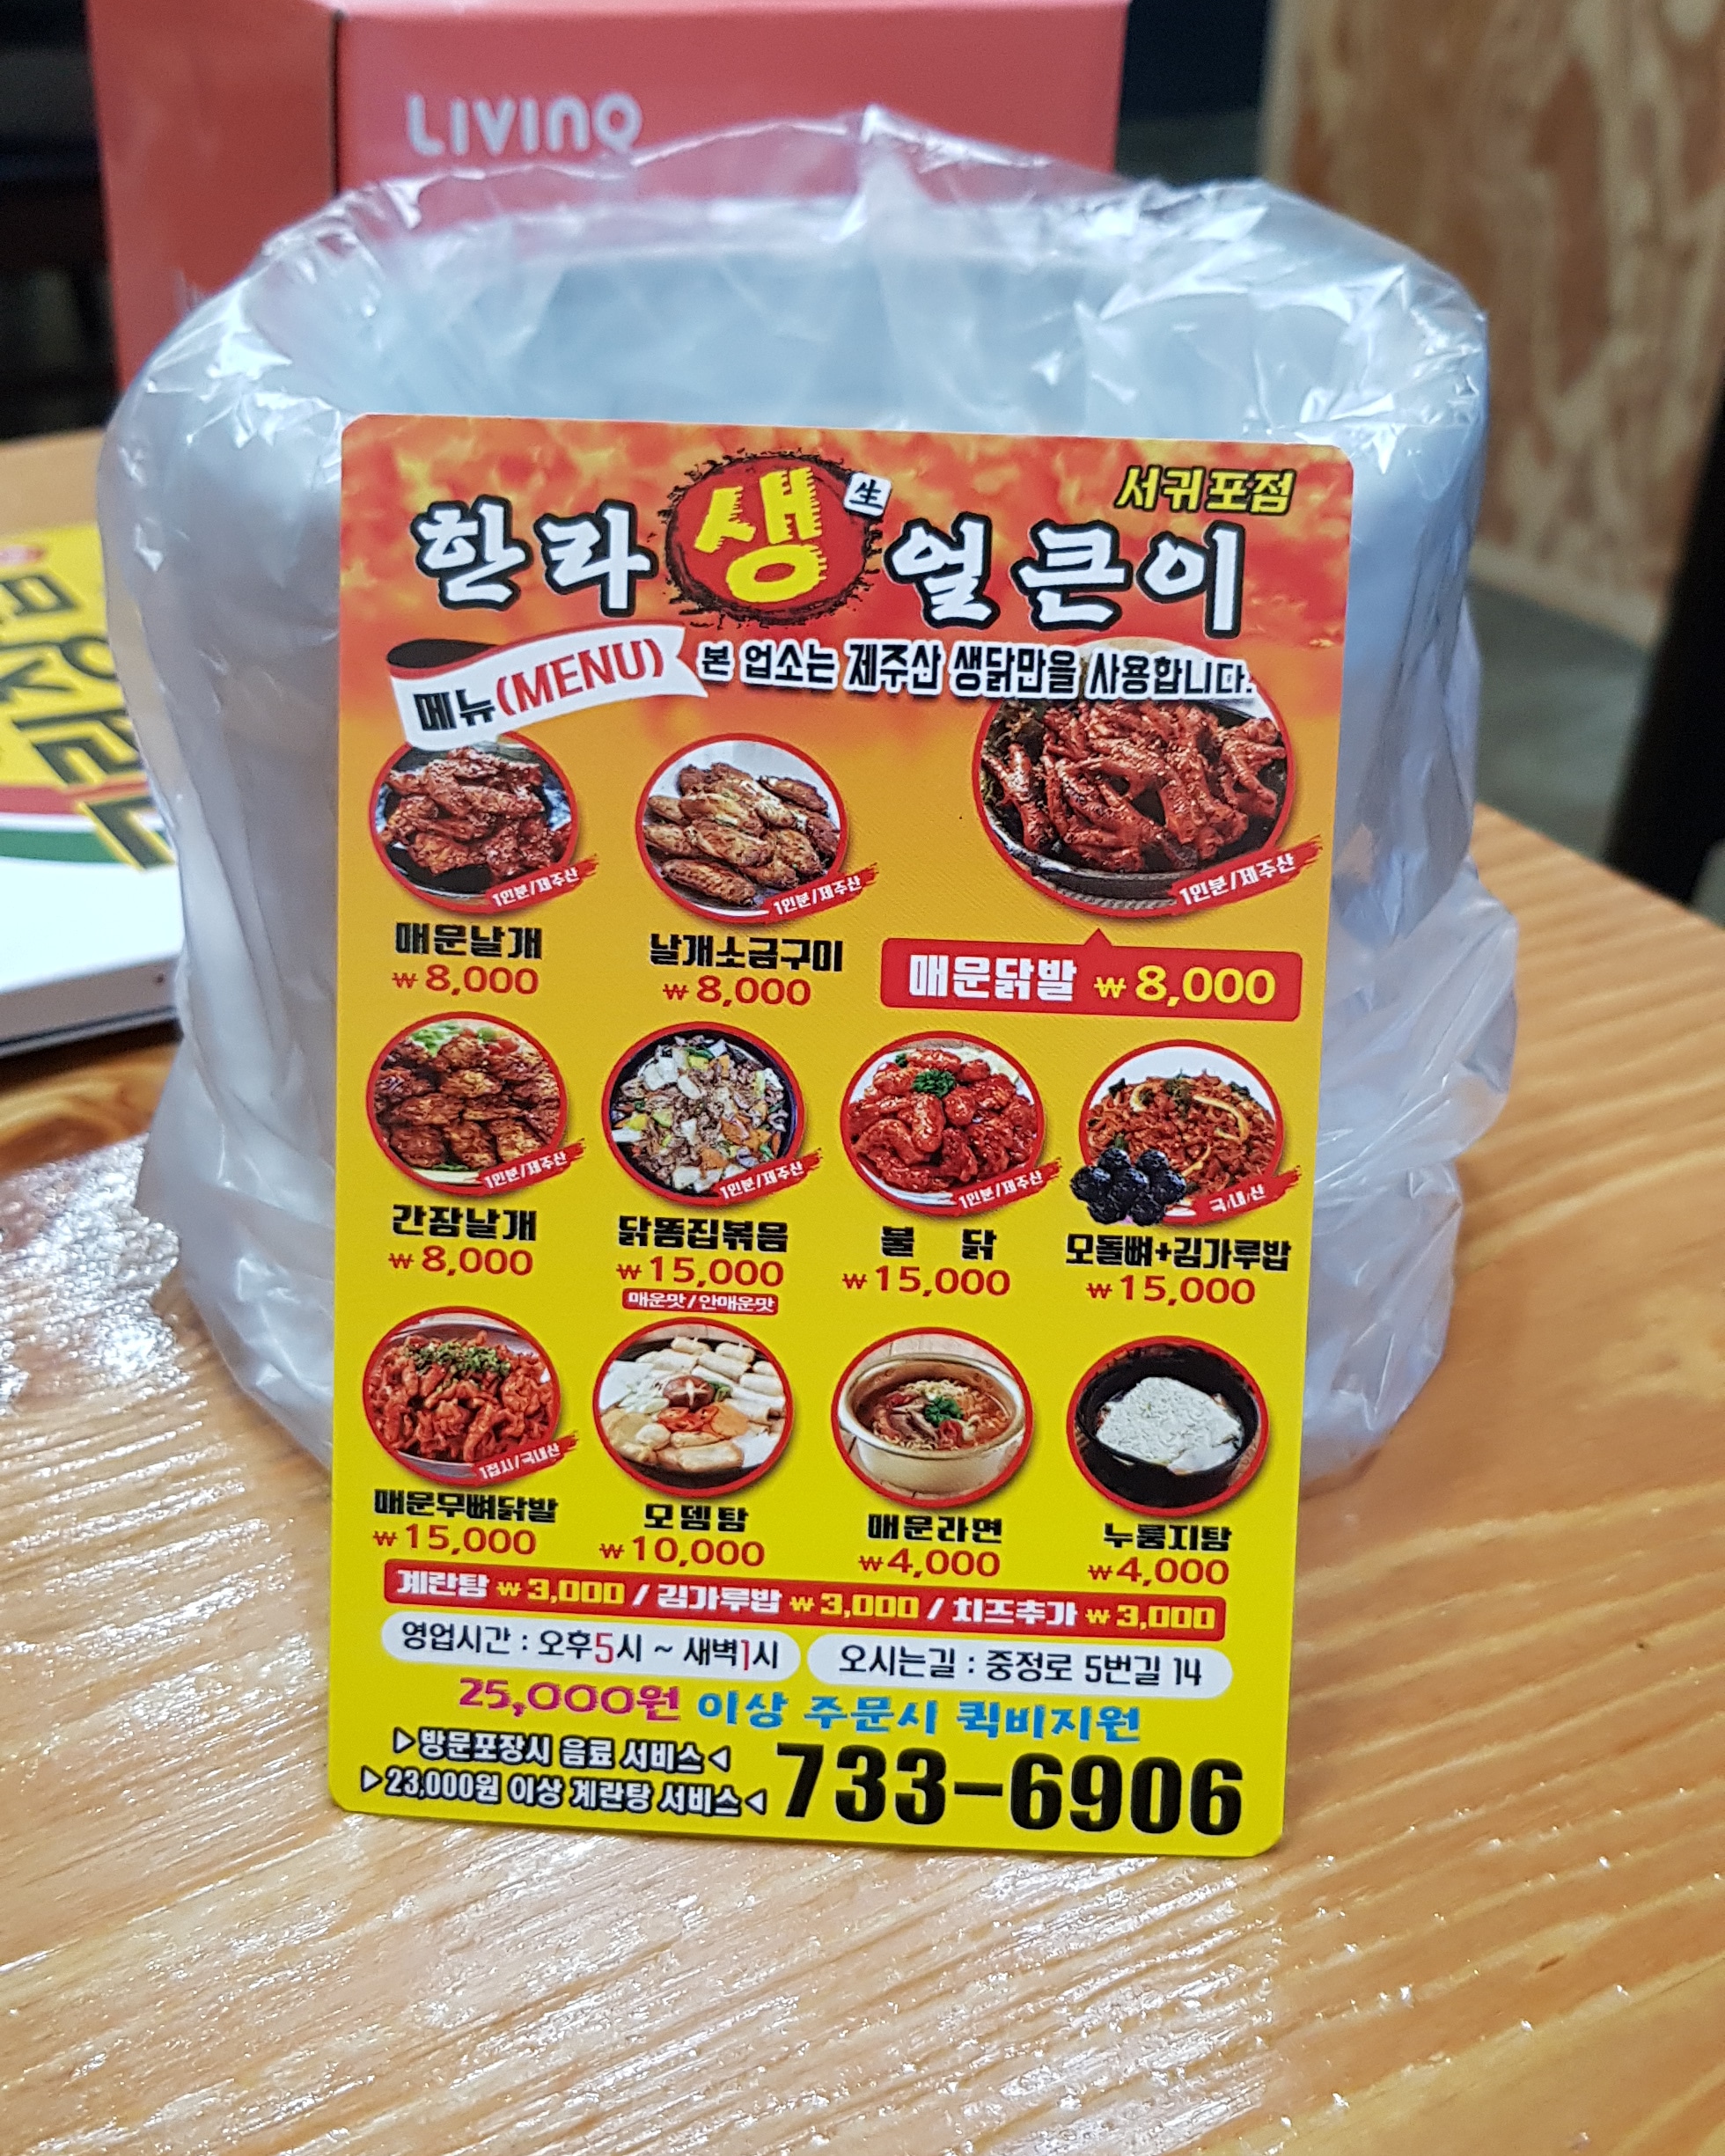 LIVINQ
서귀포점
한라생生얼큰이
메뉴(MENU) 본 업소는 제주산 생닭만을 사용합니다.
1인분/제주산
1인분/제주산
1인분/제주산
매운날개
₩8,000
날개소금구이
₩8,000
매운닭발 ₩8,000
1인분/제주산
1인분/제주산
1인분/제주산
국내산
간장날개
₩8,000
닭똥집볶음
₩15,000
매운맛/안매운맛
불 닭
₩15,000
모돌뼈+김가루밥
₩15,000
1접시/국내산
매운무뼈닭발
₩15,000
모뎀탕
₩10,000
매운라면
₩4,000
누룽지탕
₩4,000
계란탕 ₩3,000 / 김가루밥 ₩3,000 / 치즈추가 ₩3,000
영업시간 : 오후5시 ~ 새벽1시
오시는길 : 중정로 5번길 14
25,000원 이상 주문시 퀵비지원
▶방문포장시 음료 서비스◀
▶23,000원 이상 계란탕 서비스◀
733-6906